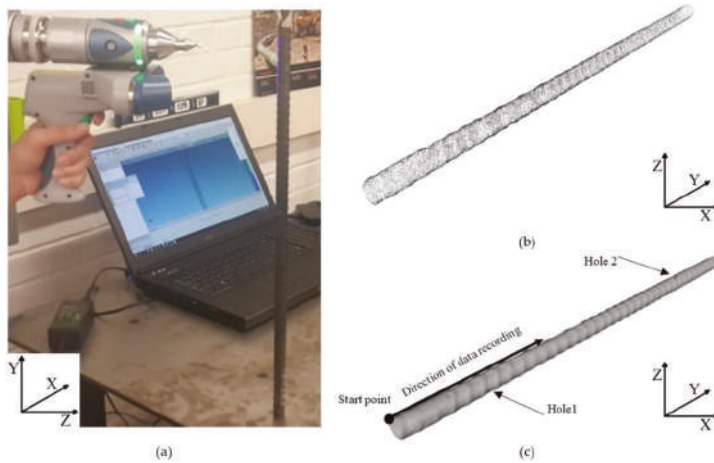 Y
X
Z
(a)
Z
Y
X
(b)
Hole 2
Direction of data recording
Start point
Hole1
Z
Y
X
(c)